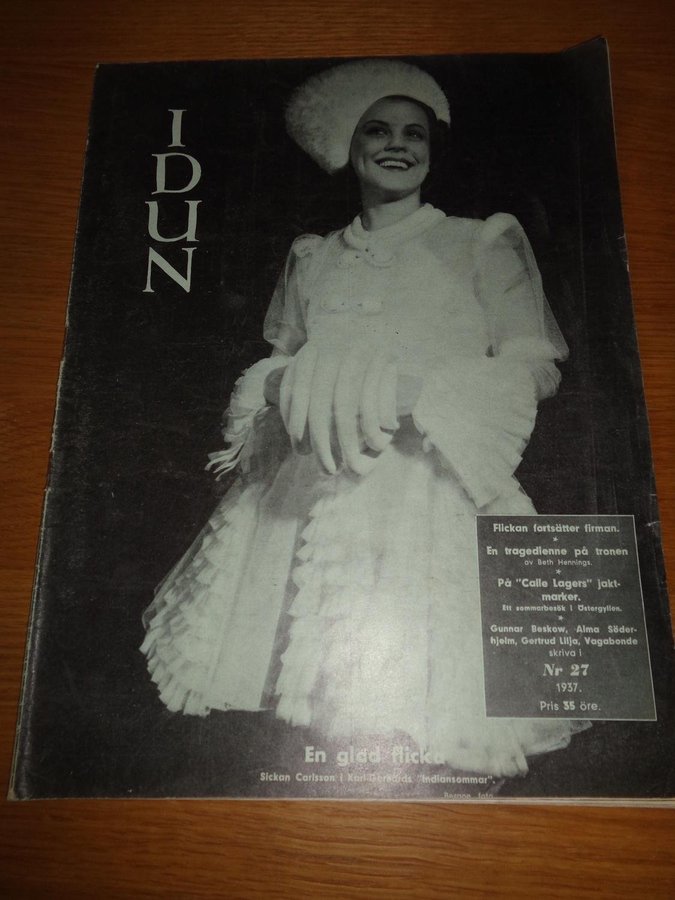 IDUN
Flickan fortsätter firman.
*
En tragedienne på tronen
av Beth Hennings.
*
På "Calle Lagers" jakt-
marker.
Ett sommarbesök i Östergyllen.
*
Gunnar Beskow, Alma Söder-
hjelm, Gertrud Lilja, Vagabonde
skriva i
Nr 27
1937.
Pris 35 öre.
En glad flicka
Sickan Carlsson i Karl Gerhards "Indiansommar".
foto